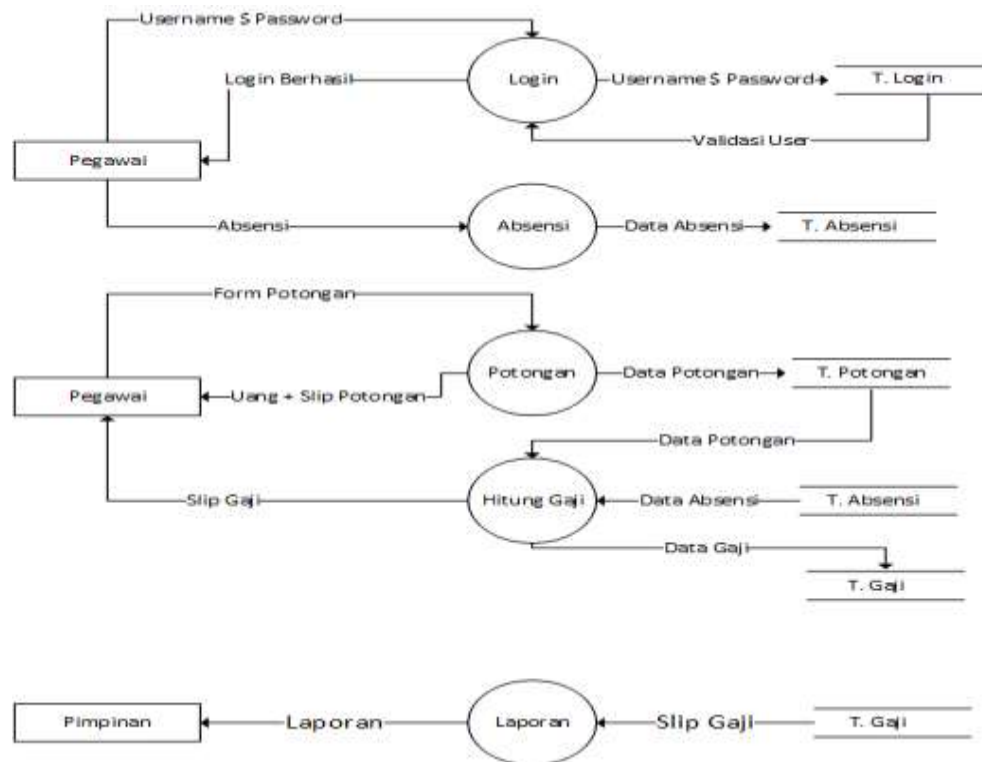 Username $ Password
Login Berhasil
Login
Username $ Password
T. Login
Validasi User
Pegawai
Absensi
Absensi
Data Absensi
T. Absensi
Form Potongan
Potongan
Data Potongan
T. Potongan
Pegawai
Uang + Slip Potongan
Data Potongan
Slip Gaji
Hitung Gaji
Data Absensi
T. Absensi
Data Gaji
T. Gaji
Pimpinan
Laporan
Laporan
Slip Gaji
T. Gaji